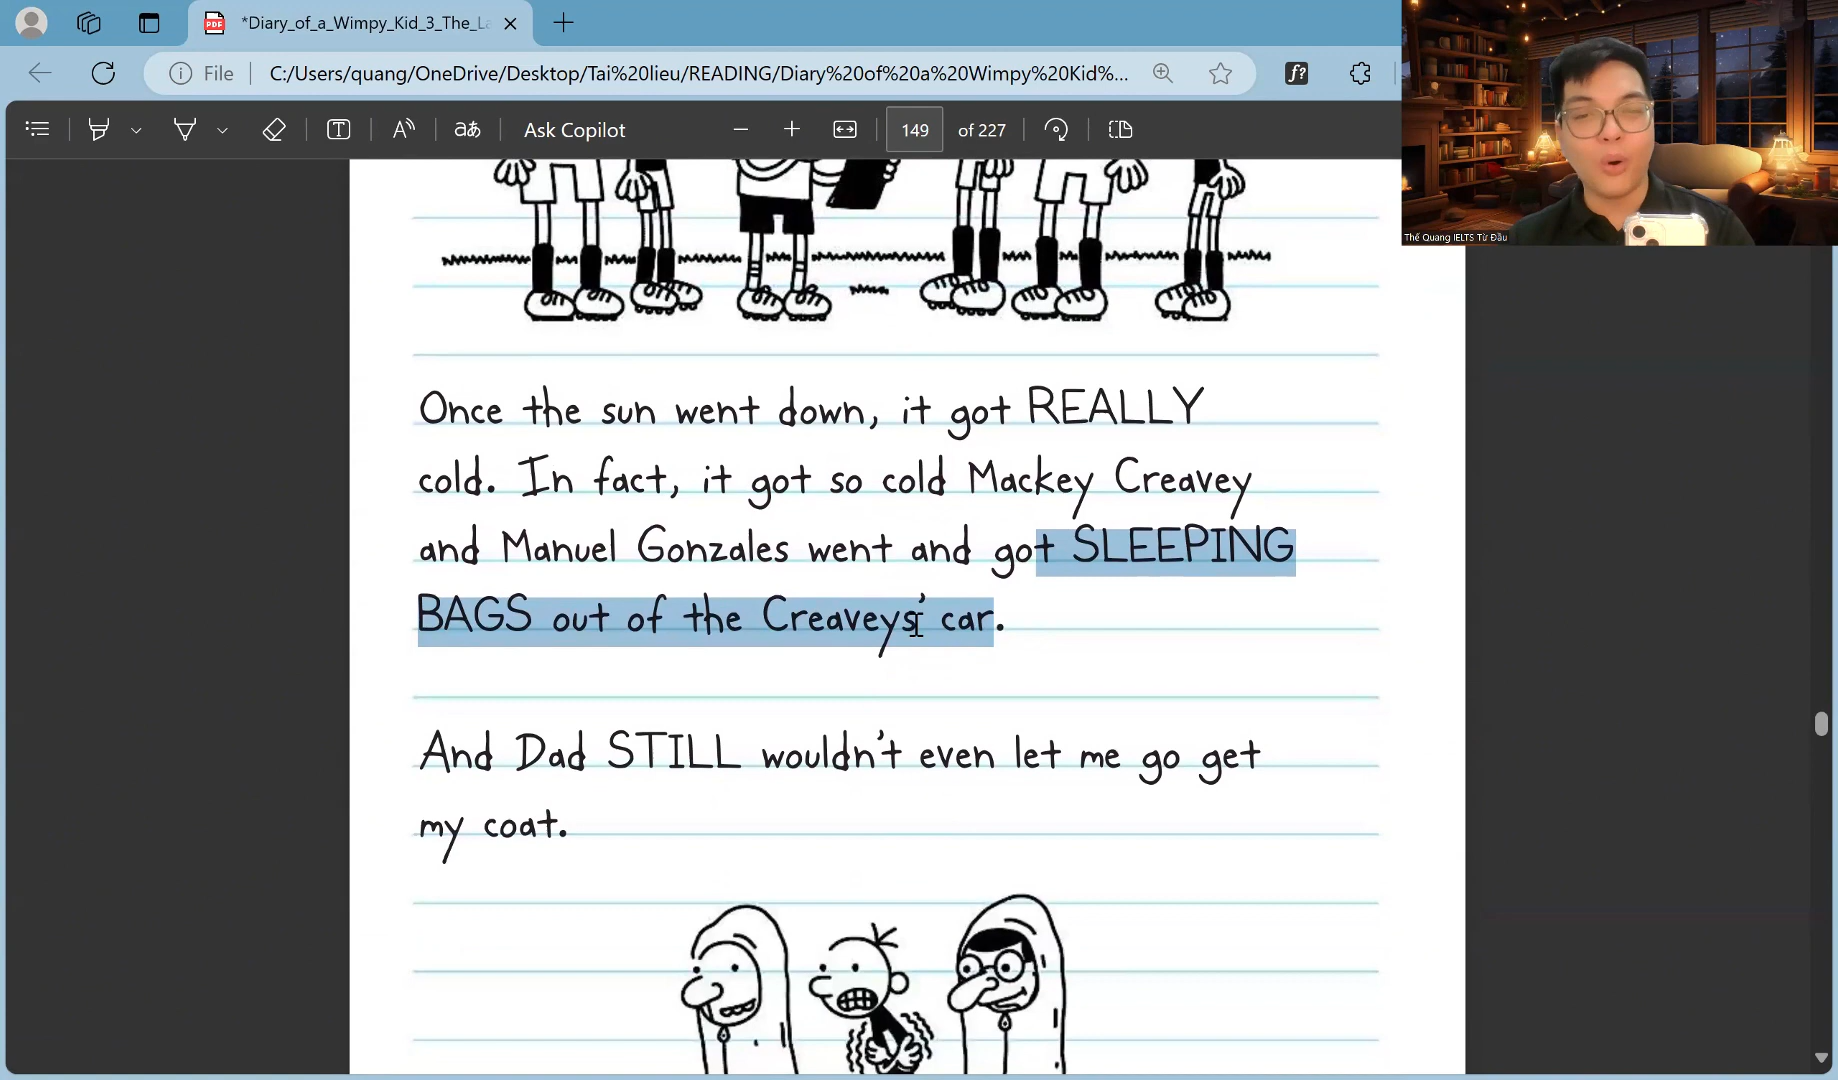 *Diary_of_a_Wimpy_Kid_3_The_La
File
C:/Users/quang/OneDrive/Desktop/Tai%20lieu/READING/Diary%20of%20a%20Wimpy%20Kid%...
f?
aあ
Ask Copilot
149
of 227
Thế Quang IELTS Từ Đầu
Once the sun went down, it got REALLY
cold. In fact, it got so cold Mackey Creavey
and Manuel Gonzales went and got SLEEPING
BAGS out of the Creaveys' car.
And Dad STILL wouldn't even let me go get
my coat.